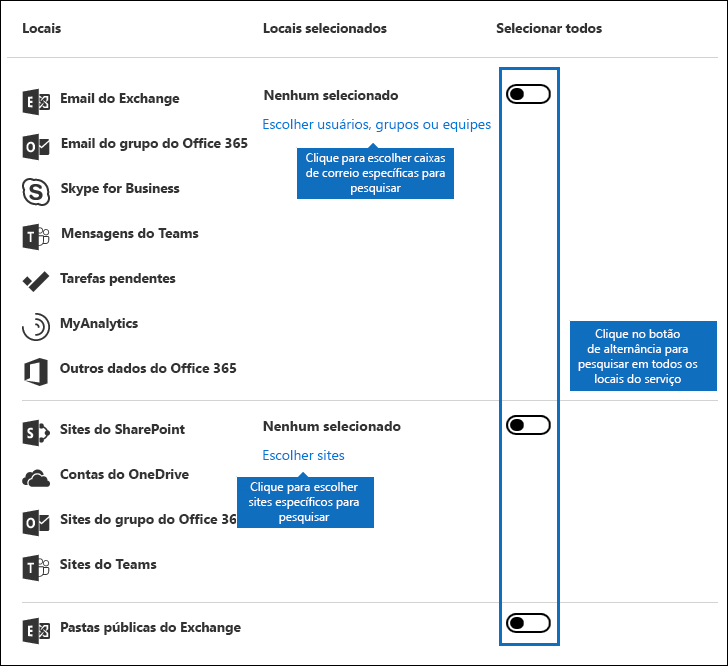 Locais
Locais selecionados
Selecionar todos
Email do Exchange
Nenhum selecionado
Escolher usuários, grupos ou equipes
Clique para escolher caixas
de correio específicas para
pesquisar
Email do grupo do Office 365
Skype for Business
Mensagens do Teams
Tarefas pendentes
MyAnalytics
Outros dados do Office 365
Clique no botão
de alternância para
pesquisar em todos os
locais do serviço
Sites do SharePoint
Nenhum selecionado
Escolher sites
Clique para escolher
sites específicos para
pesquisar
Contas do OneDrive
Sites do grupo do Office 36
Sites do Teams
Pastas públicas do Exchange